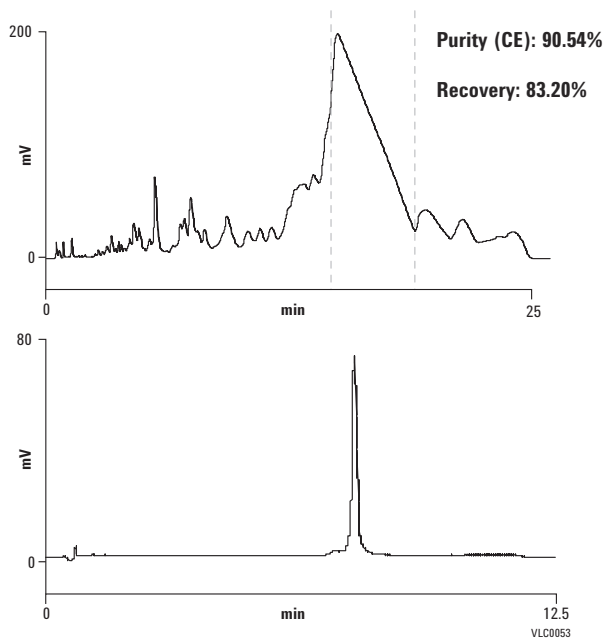 200
Purity (CE): 90.54%
Recovery: 83.20%
mV
0
0
min
25
80
mV
0
0
min
12.5
VLC0053